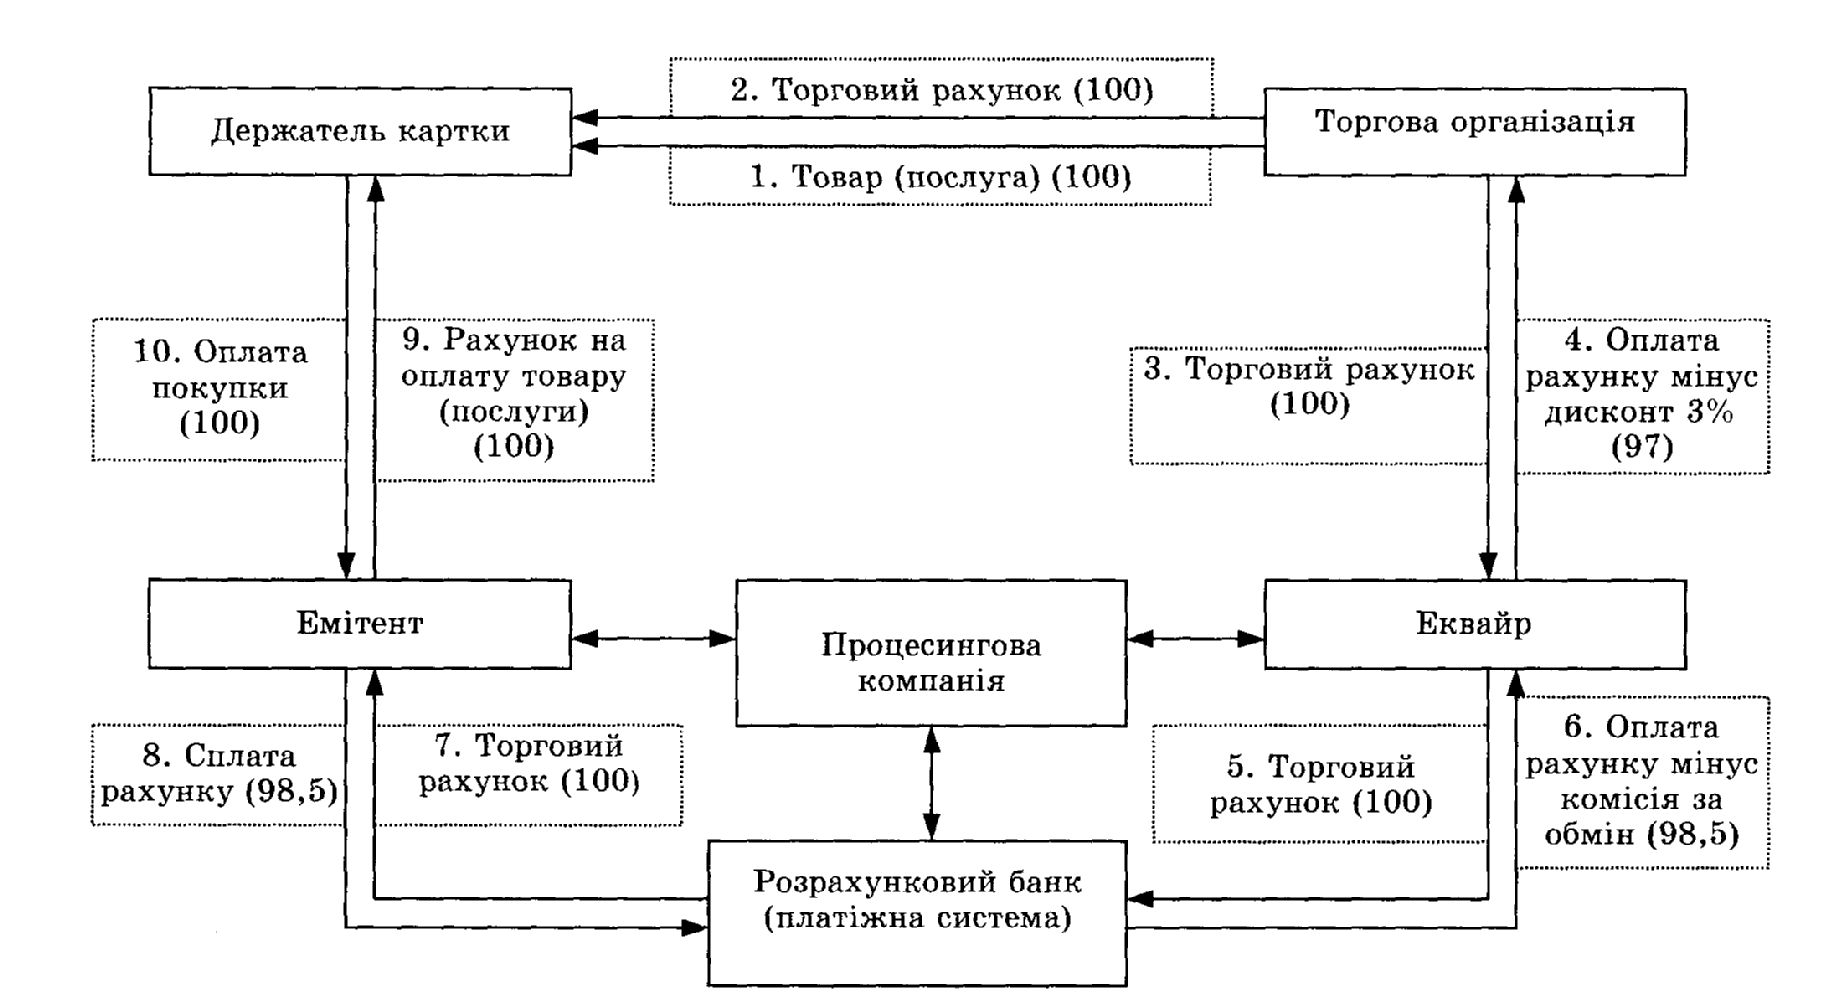 2. Торговий рахунок (100)
Держатель картки
Торгова організація
1. Товар (послуга) (100)
10. Оплата
покупки
(100)
9. Рахунок на
оплату товару
(послуги)
(100)
3. Торговий рахунок
(100)
4. Оплата
рахунку мінус
дисконт 3%
(97)
Емітент
Процесингова
компанія
Еквайр
8. Сплата
рахунку (98,5)
7. Торговий
рахунок (100)
5. Торговий
рахунок (100)
6. Оплата
рахунку мінус
комісія за
обмін (98,5)
Розрахунковий банк
(платіжна система)